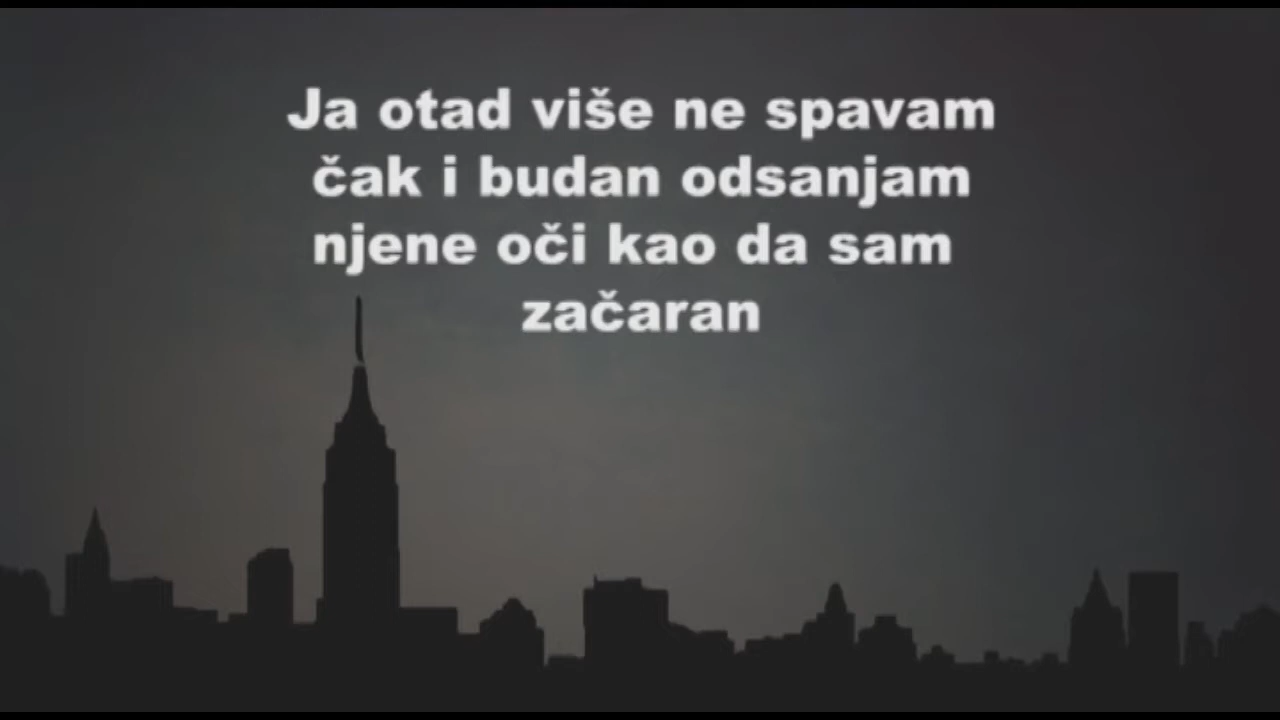 Ja otad više ne spavam
čak i budan odsanjam
njene oči kao da sam
začaran